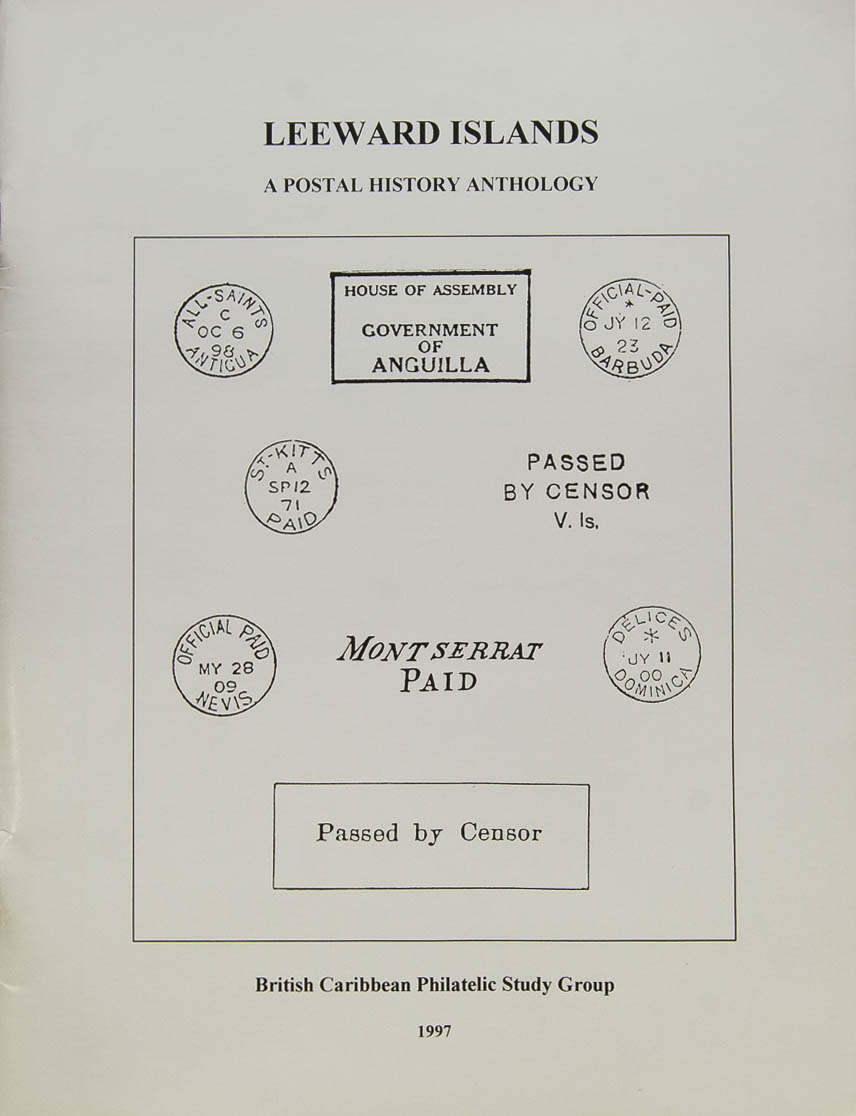 LEEWARD ISLANDS
A POSTAL HISTORY ANTHOLOGY
ALL-SAINTS
C
OC 6
98
ANTIGUA
HOUSE OF ASSEMBLY
GOVERNMENT
OF
ANGUILLA
OFFICIAL-PAID
*
JY 12
23
BARBUDA
ST.-KITTS
A
SP 12
71
PAID
PASSED
BY CENSOR
V. Is.
OFFICIAL PAID
MY 28
09
NEVIS
MONTSERRAT
PAID
DÉLICES
*
JY 11
00
DOMINICA
Passed by Censor
British Caribbean Philatelic Study Group
1997